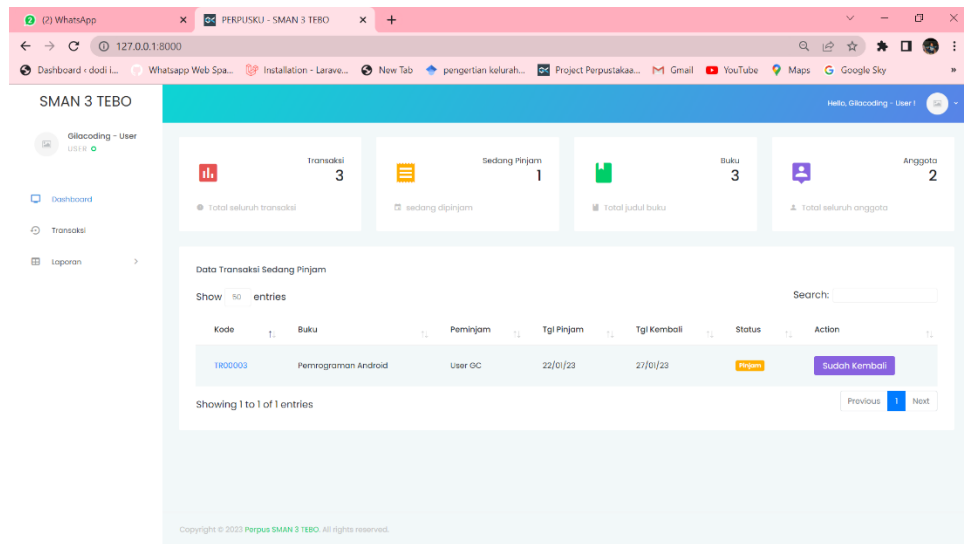 (2) WhatsApp
PERPUSKU - SMAN 3 TEBO
127.0.0.1:8000
Dashboard ‹ dodi i...
Whatsapp Web Spa...
Installation - Larave...
New Tab
pengertian kelurah...
Project Perpustakaa...
Gmail
YouTube
Maps
Google Sky
»
SMAN 3 TEBO
Hello, Gilacoding - User !
Gilacoding - User
USER
Dashboard
Transaksi
Laporan
Transaksi
3
Total seluruh transaksi
Sedang Pinjam
1
sedang dipinjam
Buku
3
Total judul buku
Anggota
2
Total seluruh anggota
Data Transaksi Sedang Pinjam
Show 50 entries
Search:
Kode Buku Peminjam Tgl Pinjam Tgl Kembali Status Action
TR00003 Pemrograman Android User GC 22/01/23 27/01/23 Pinjam Sudah Kembali
Showing 1 to 1 of 1 entries
Previous 1 Next
Copyright © 2023 Perpus SMAN 3 TEBO. All rights reserved.